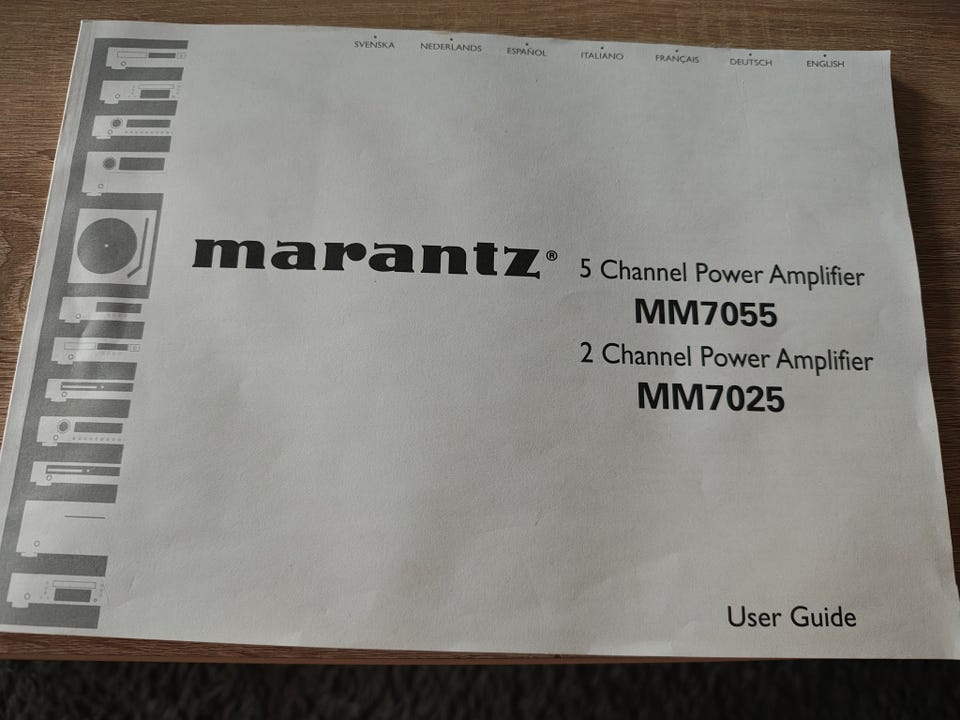 SVENSKA NEDERLANDS ESPAÑOL ITALIANO FRANÇAIS DEUTSCH ENGLISH
marantz®
5 Channel Power Amplifier
MM7055
2 Channel Power Amplifier
MM7025
User Guide